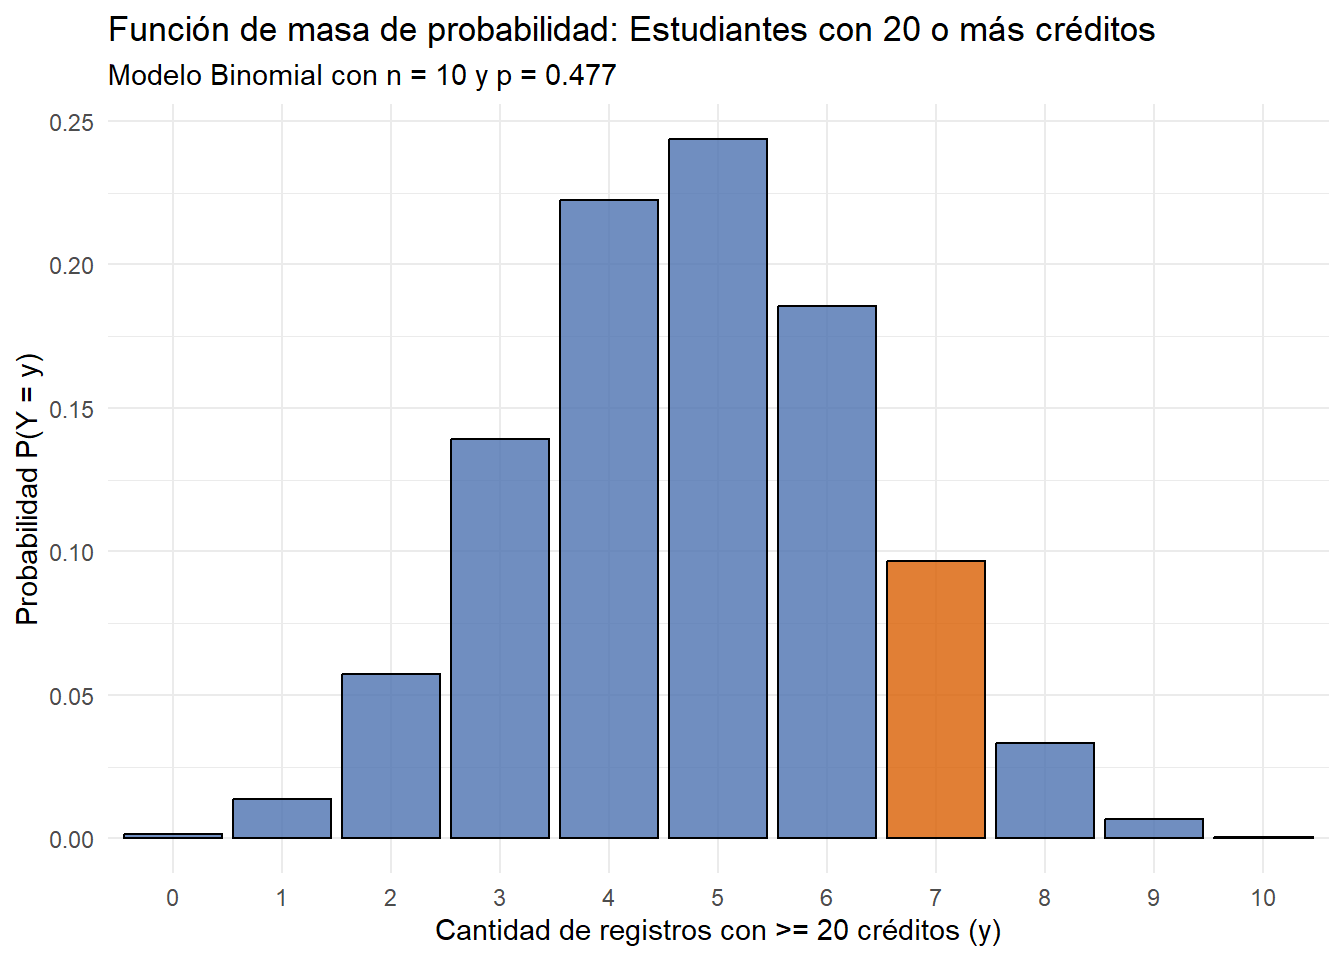 Función de masa de probabilidad: Estudiantes con 20 o más créditos
Modelo Binomial con n = 10 y p = 0.477
Probabilidad P(Y = y)
0.25
0.20
0.15
0.10
0.05
0.00
0 1 2 3 4 5 6 7 8 9 10
Cantidad de registros con >= 20 créditos (y)